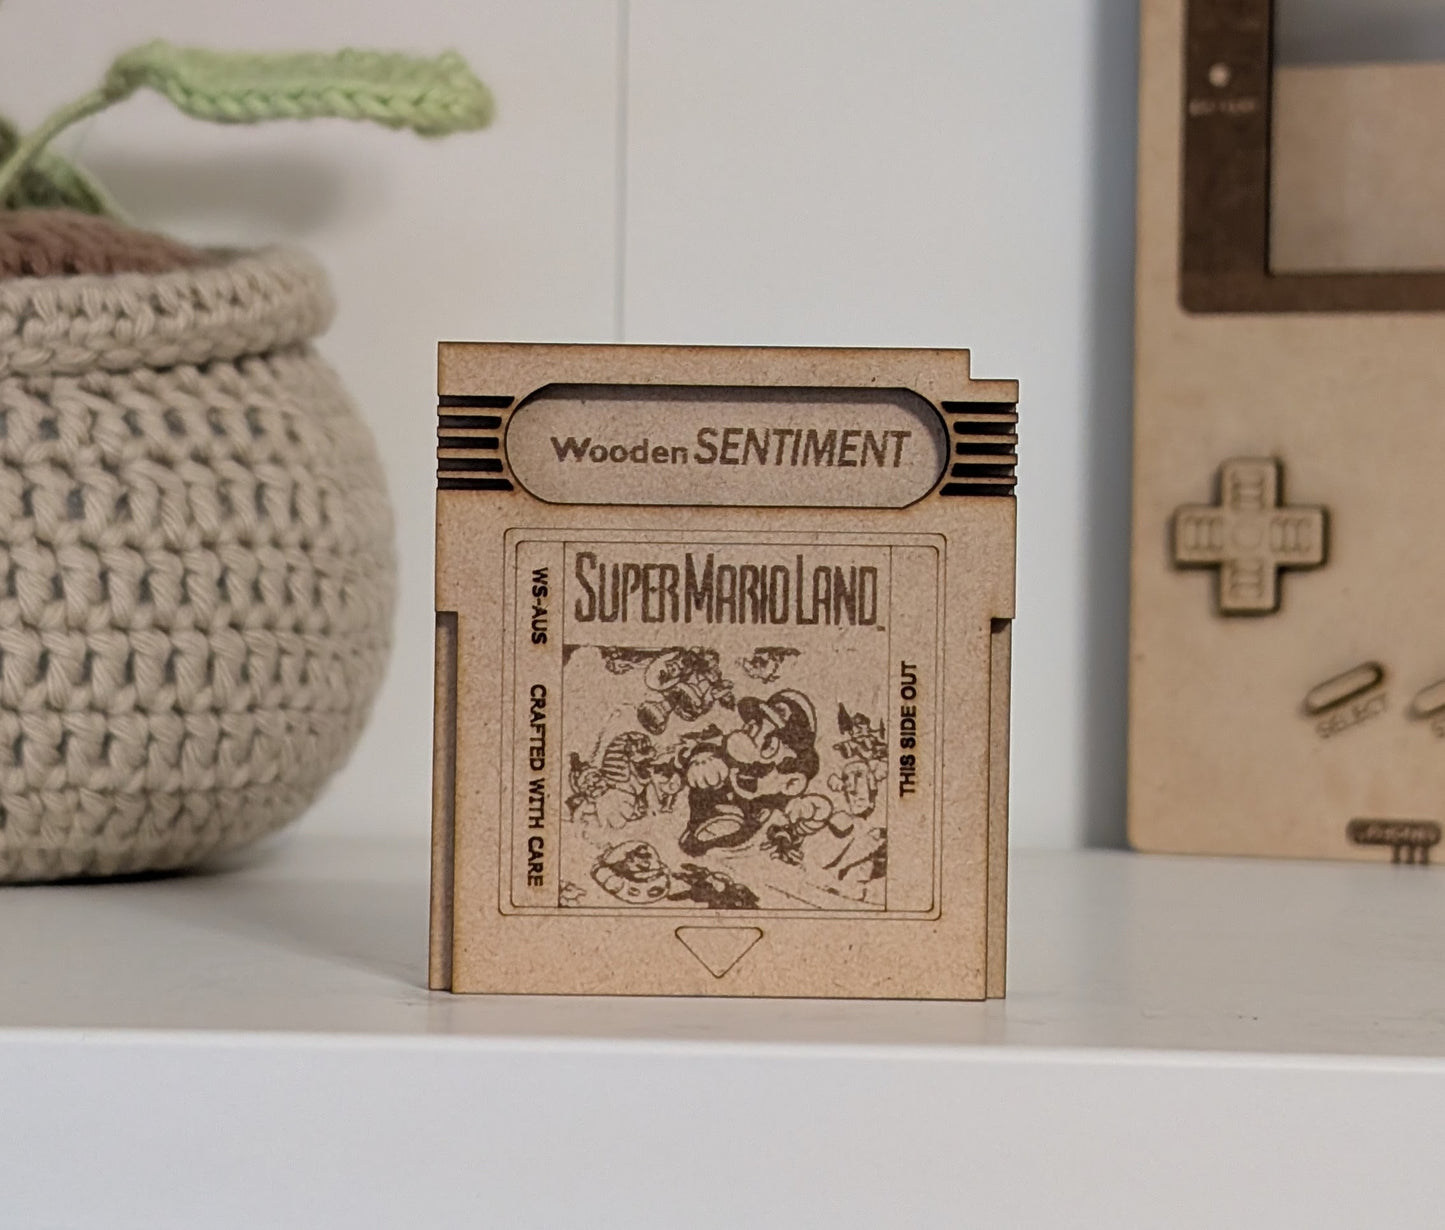 Wooden SENTIMENT
SUPER MARIO LAND
WS-AUS CRAFTED WITH CARE
THIS SIDE OUT
SELECT